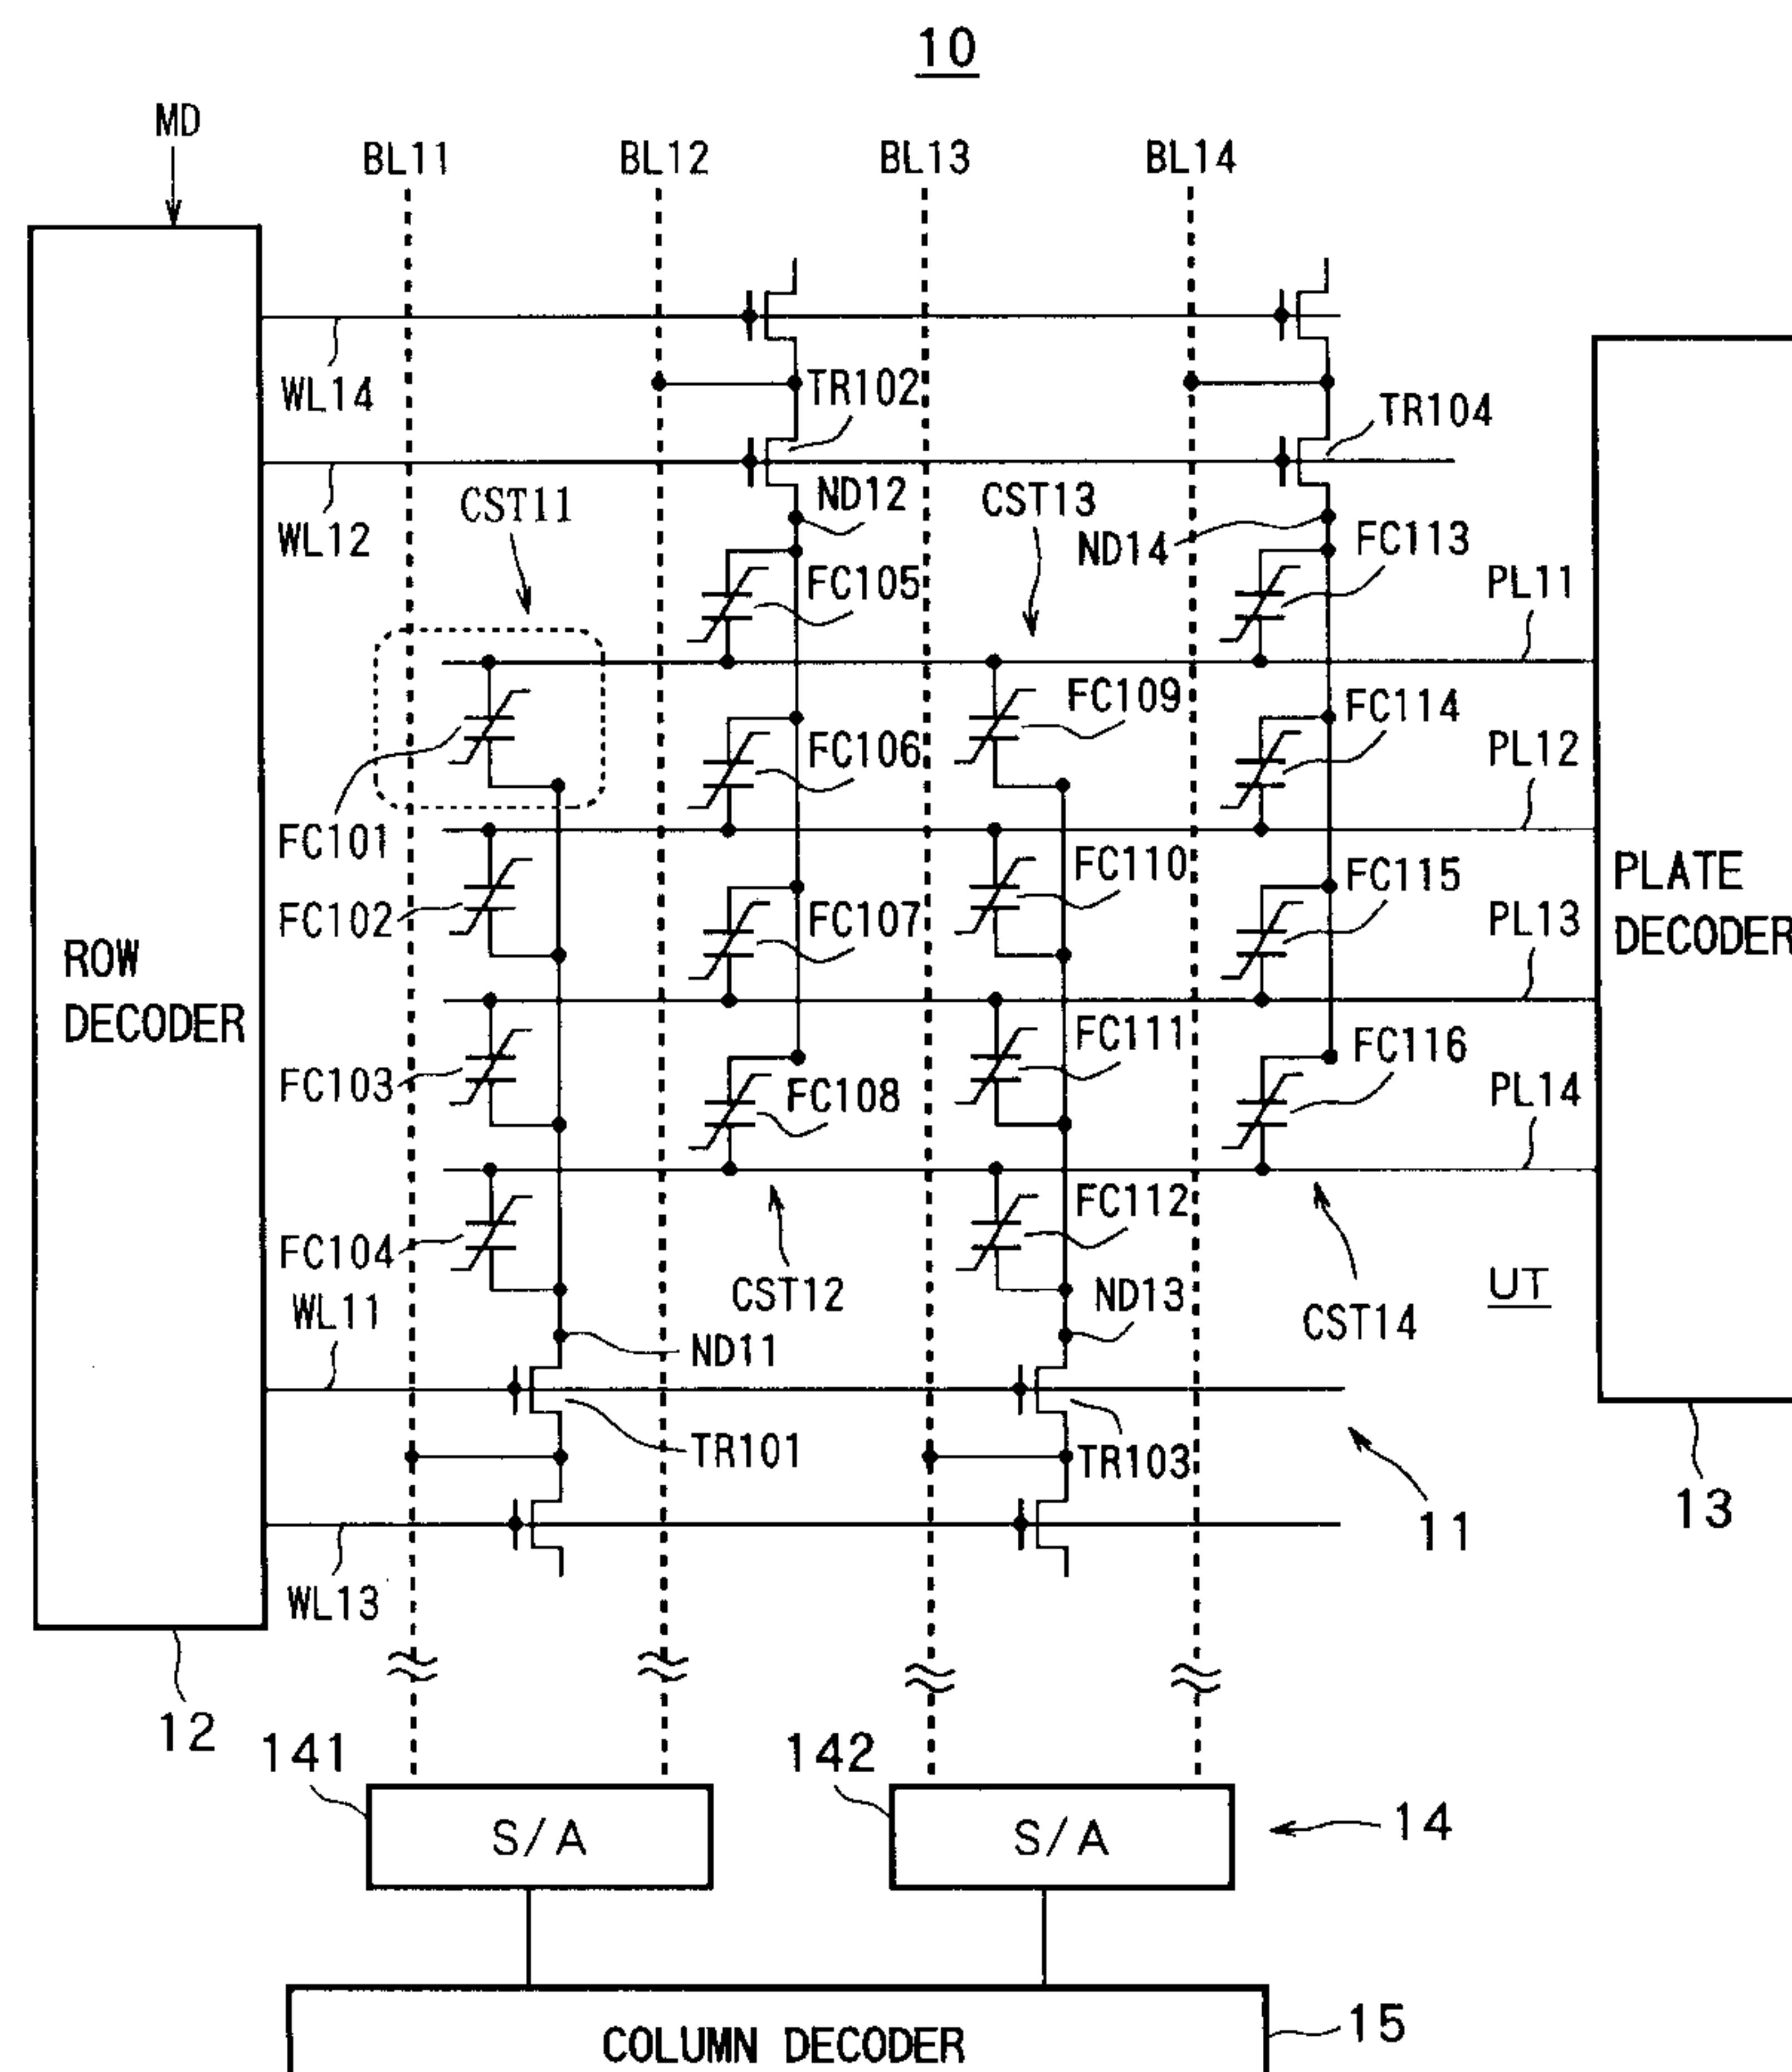 10
MD
BL11
BL12
BL13
BL14
WL14
TR102
TR104
WL12
CST11
ND12
CST13
ND14
FC113
FC105
PL11
FC109
FC114
FC106
PL12
FC101
FC110
FC115
FC102
FC107
PL13
PLATE
DECODER
ROW
DECODER
FC103
FC111
FC116
FC108
PL14
FC104
FC112
WL11
CST12
ND13
UT
CST14
ND11
TR101
TR103
11
13
WL13
12
141
142
S/A
S/A
14
COLUMN DECODER
15